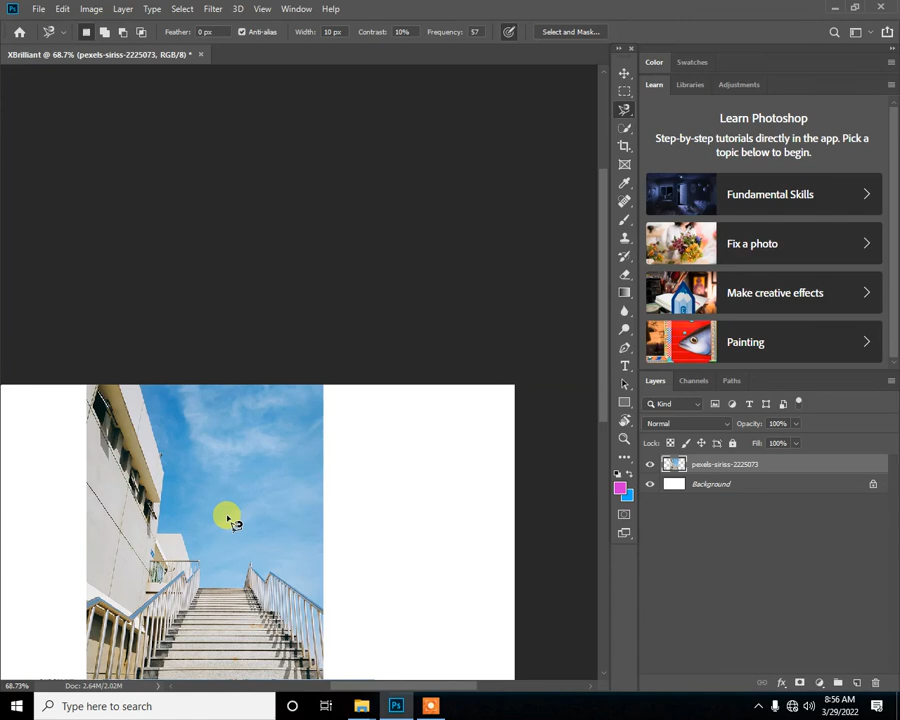 Ps File Edit Image Layer Type Select Filter 3D View Window Help
Feather: 0 px Anti-alias Width: 10 px Contrast: 10% Frequency: 57 Select and Mask...
XBrilliant @ 68.7% (pexels-siriss-2225073, RGB/8) * ×
Color Swatches
Learn Libraries Adjustments
Learn Photoshop
Step-by-step tutorials directly in the app. Pick a
topic below to begin.
Fundamental Skills
Fix a photo
Make creative effects
Painting
Layers Channels Paths
Kind
Normal Opacity: 100%
Lock: Fill: 100%
pexels-siriss-2225073
Background
68.73% Doc: 2.64M/2.02M
fx
Type here to search
Ps
8:56 AM
3/29/2022